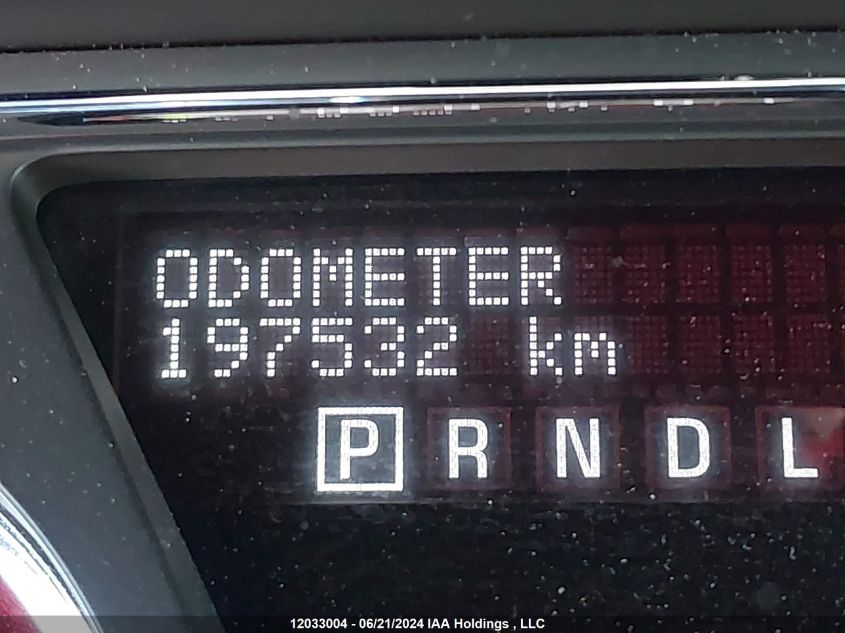 ODOMETER
197532 km
P R N D L
12033004 - 06/21/2024 IAA Holdings , LLC